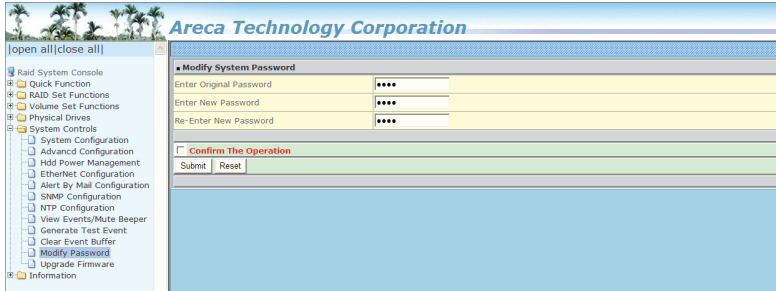 Areca Technology Corporation
|open all|close all|
Raid System Console
Quick Function
RAID Set Functions
Volume Set Functions
Physical Drives
System Controls
System Configuration
Advancd Configuration
Hdd Power Management
EtherNet Configuration
Alert By Mail Configuration
SNMP Configuration
NTP Configuration
View Events/Mute Beeper
Generate Test Event
Clear Event Buffer
Modify Password
Upgrade Firmware
Information
Modify System Password
Enter Original Password ••••
Enter New Password ••••
Re-Enter New Password ••••
Confirm The Operation
Submit Reset